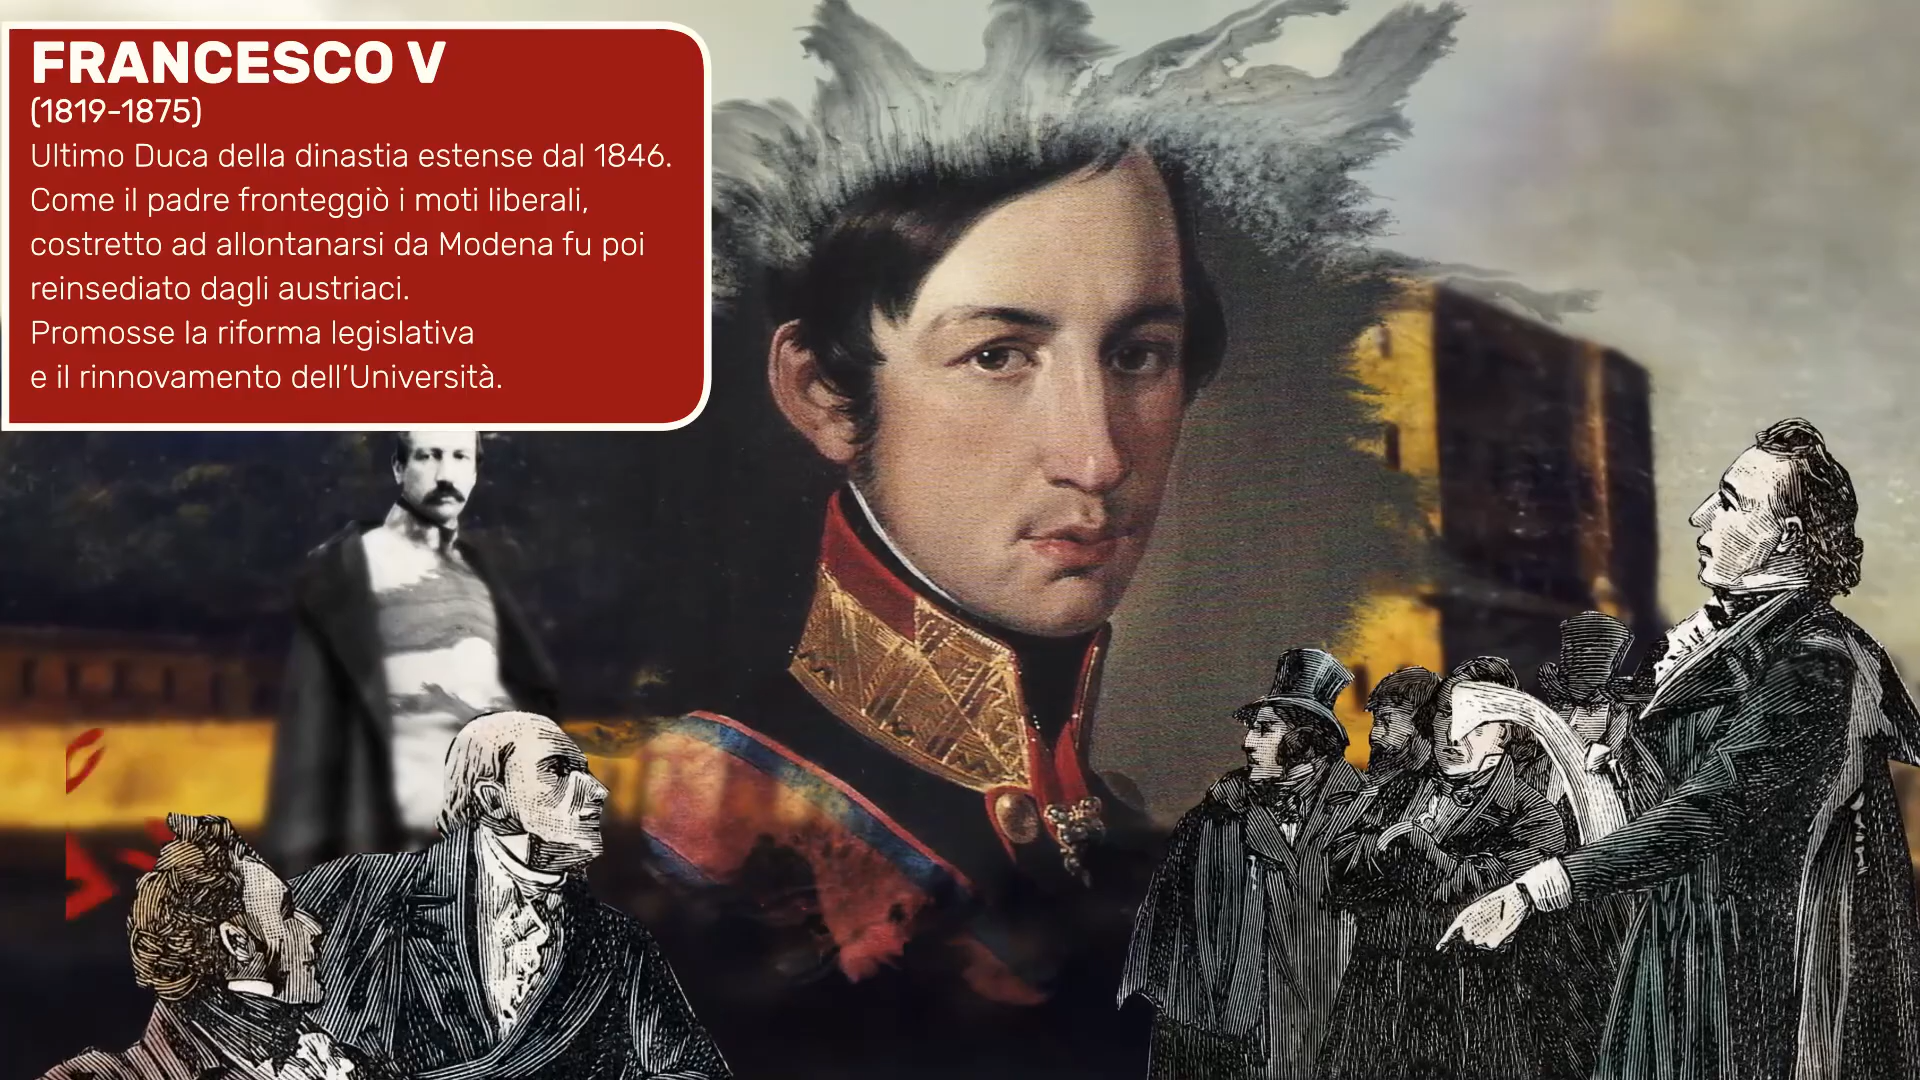 FRANCESCO V
(1819-1875)
Ultimo Duca della dinastia estense dal 1846.
Come il padre fronteggiò i moti liberali,
costretto ad allontanarsi da Modena fu poi
reinsediato dagli austriaci.
Promosse la riforma legislativa
e il rinnovamento dell'Università.